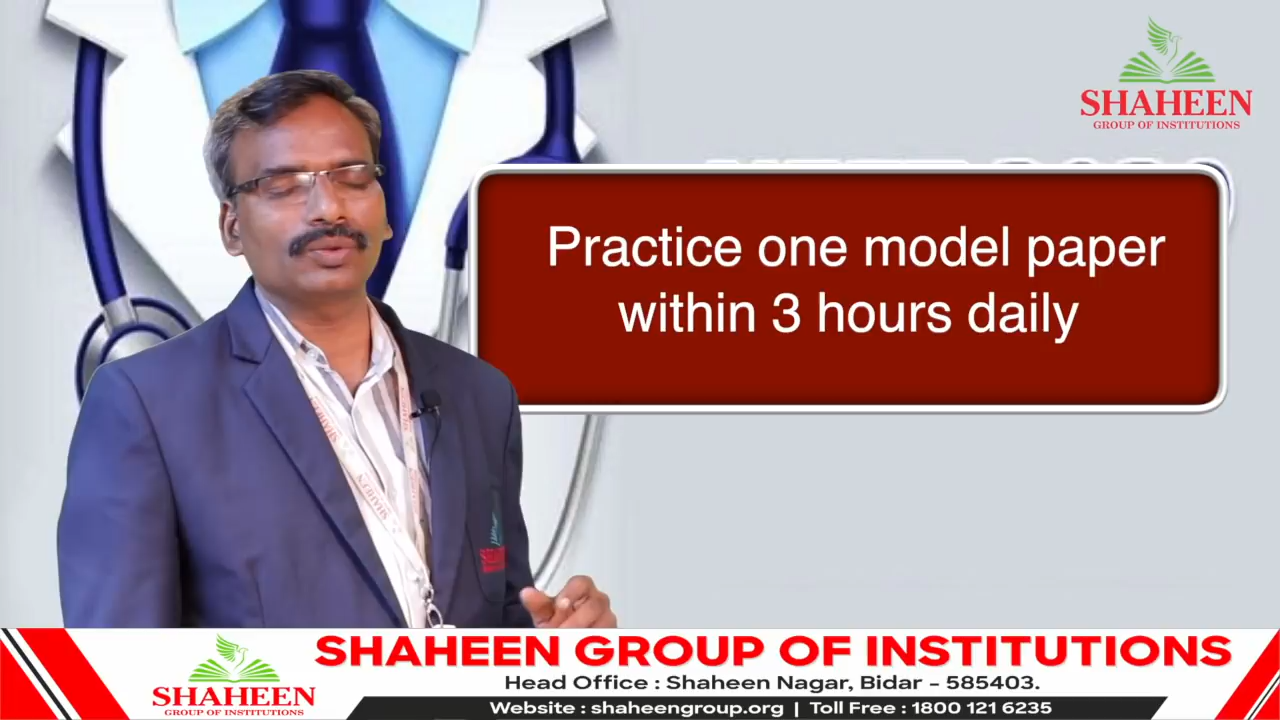 SHAHEEN
GROUP OF INSTITUTIONS
Practice one model paper
within 3 hours daily
SHAHEEN GROUP OF INSTITUTIONS
Head Office : Shaheen Nagar, Bidar - 585403.
Website : shaheengroup.org | Toll Free : 1800 121 6235
SHAHEEN
GROUP OF INSTITUTIONS